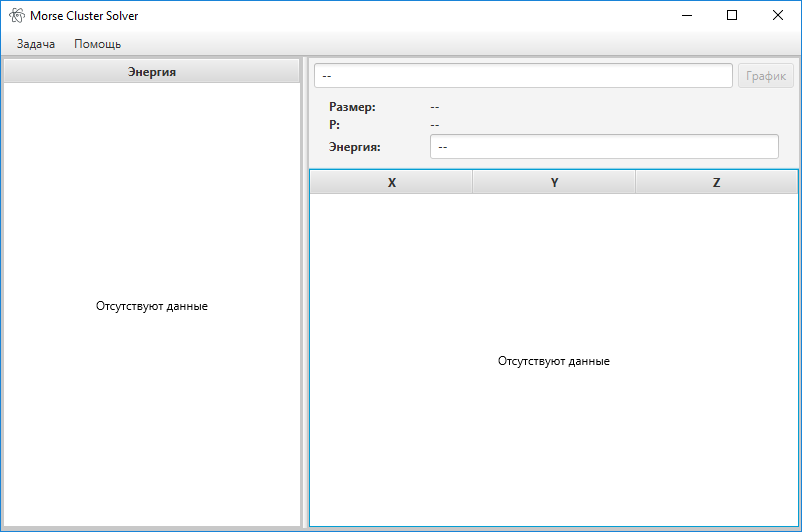 Morse Cluster Solver
Задача Помощь
Энергия
Отсутствуют данные
-- График
Размер: --
P: --
Энергия: --
X Y Z
Отсутствуют данные